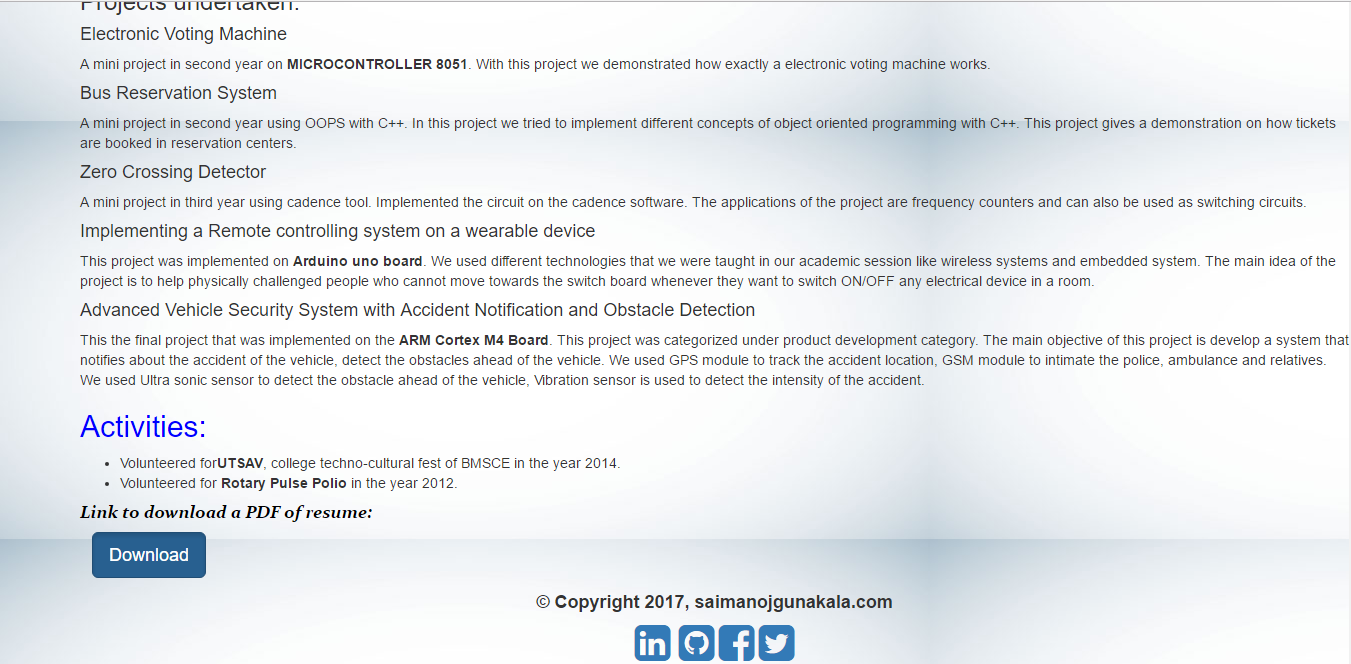 Projects undertaken:
Electronic Voting Machine
A mini project in second year on MICROCONTROLLER 8051. With this project we demonstrated how exactly a electronic voting machine works.
Bus Reservation System
A mini project in second year using OOPS with C++. In this project we tried to implement different concepts of object oriented programming with C++. This project gives a demonstration on how tickets
are booked in reservation centers.
Zero Crossing Detector
A mini project in third year using cadence tool. Implemented the circuit on the cadence software. The applications of the project are frequency counters and can also be used as switching circuits.
Implementing a Remote controlling system on a wearable device
This project was implemented on Arduino uno board. We used different technologies that we were taught in our academic session like wireless systems and embedded system. The main idea of the
project is to help physically challenged people who cannot move towards the switch board whenever they want to switch ON/OFF any electrical device in a room.
Advanced Vehicle Security System with Accident Notification and Obstacle Detection
This the final project that was implemented on the ARM Cortex M4 Board. This project was categorized under product development category. The main objective of this project is develop a system that
notifies about the accident of the vehicle, detect the obstacles ahead of the vehicle. We used GPS module to track the accident location, GSM module to intimate the police, ambulance and relatives.
We used Ultra sonic sensor to detect the obstacle ahead of the vehicle, Vibration sensor is used to detect the intensity of the accident.
Activities:
• Volunteered forUTSAV, college techno-cultural fest of BMSCE in the year 2014.
• Volunteered for Rotary Pulse Polio in the year 2012.
Link to download a PDF of resume:
Download
© Copyright 2017, saimanojgunakala.com
in